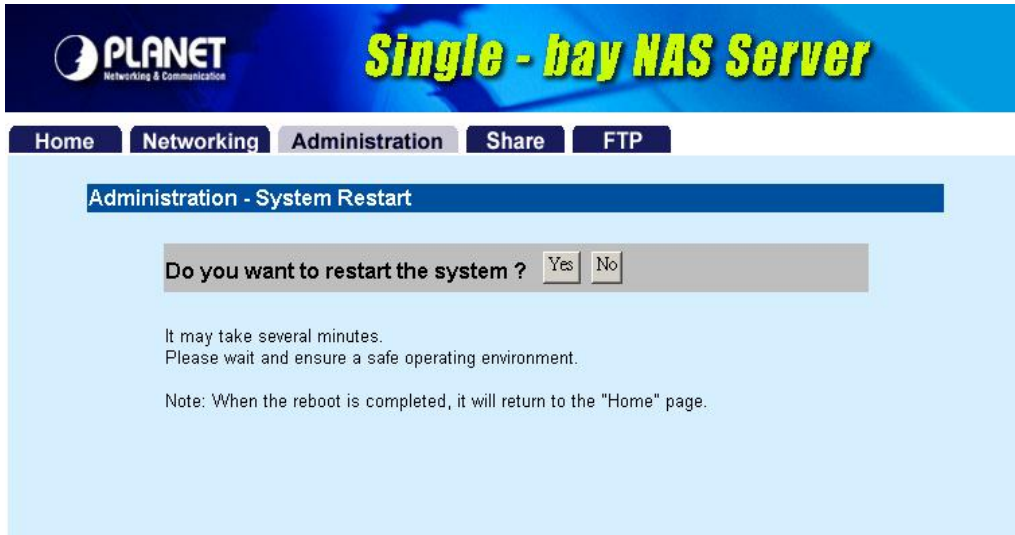 PLANET
Networking & Communication
Single - bay NAS Server
Home Networking Administration Share FTP
Administration - System Restart
Do you want to restart the system ? Yes No
It may take several minutes.
Please wait and ensure a safe operating environment.
Note: When the reboot is completed, it will return to the "Home" page.